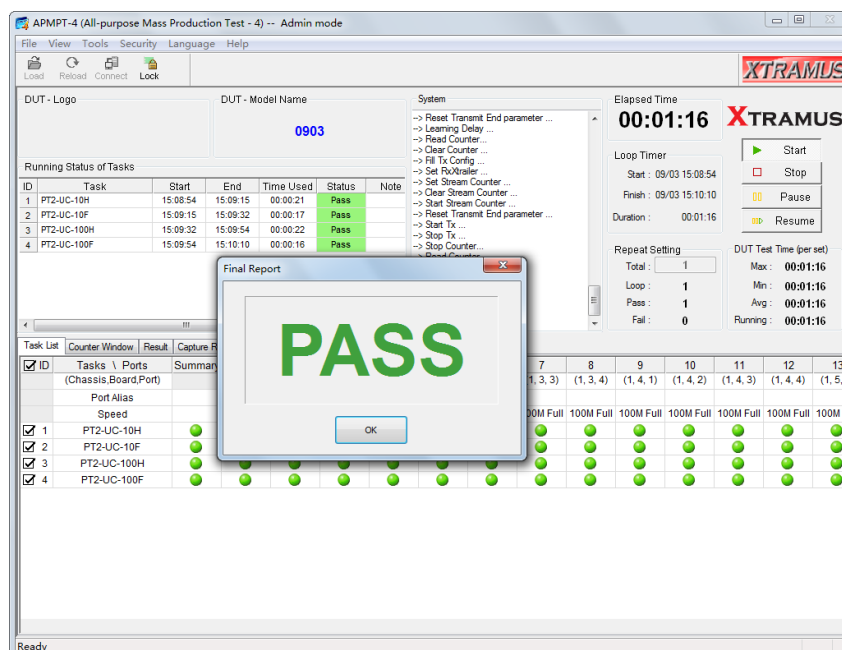 APMPT-4 (All-purpose Mass Production Test - 4) -- Admin mode
File View Tools Security Language Help
Load Reload Connect Lock
XTRAMUS
DUT - Logo
DUT - Model Name
0903
System
--> Reset Transmit End parameter ...
--> Learning Delay ...
--> Read Counter...
--> Clear Counter ...
--> Fill Tx Config ...
--> Set RxXtrailer ...
--> Set Stream Counter ...
--> Clear Stream Counter ...
--> Start Stream Counter ...
--> Reset Transmit End parameter ...
--> Start Tx ...
--> Stop Tx ...
--> Stop Counter...
--> Read Counter
Elapsed Time
00:01:16
XTRAMUS
Loop Timer
Start : 09/03 15:08:54
Finish : 09/03 15:10:10
Duration : 00:01:16
Start
Stop
Pause
Resume
Running Status of Tasks
ID Task Start End Time Used Status Note
1 PT2-UC-10H 15:08:54 15:09:15 00:00:21 Pass
2 PT2-UC-10F 15:09:15 15:09:32 00:00:17 Pass
3 PT2-UC-100H 15:09:32 15:09:54 00:00:22 Pass
4 PT2-UC-100F 15:09:54 15:10:10 00:00:16 Pass
Repeat Setting
Total : 1
Loop : 1
Pass : 1
Fail : 0
DUT Test Time (per set)
Max : 00:01:16
Min : 00:01:16
Avg : 00:01:16
Running : 00:01:16
Final Report
PASS
OK
Task List Counter Window Result Capture R
ID Tasks \ Ports Summary 7 8 9 10 11 12 13
(Chassis,Board,Port) 1, 3, 3) (1, 3, 4) (1, 4, 1) (1, 4, 2) (1, 4, 3) (1, 4, 4) (1, 5,
Port Alias
Speed 00M Full 100M Full 100M Full 100M Full 100M Full 100M Full 100M
1 PT2-UC-10H
2 PT2-UC-10F
3 PT2-UC-100H
4 PT2-UC-100F
Ready